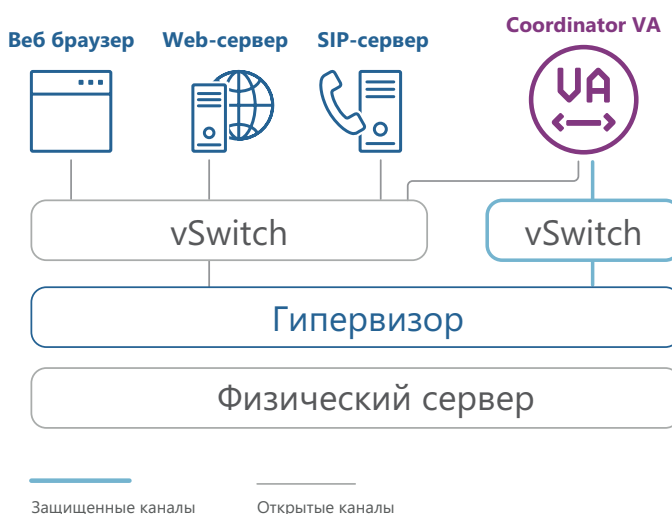 Coordinator VA
Веб браузер Web-сервер SIP-сервер
VA
vSwitch vSwitch
Гипервизор
Физический сервер
Защищенные каналы Открытые каналы